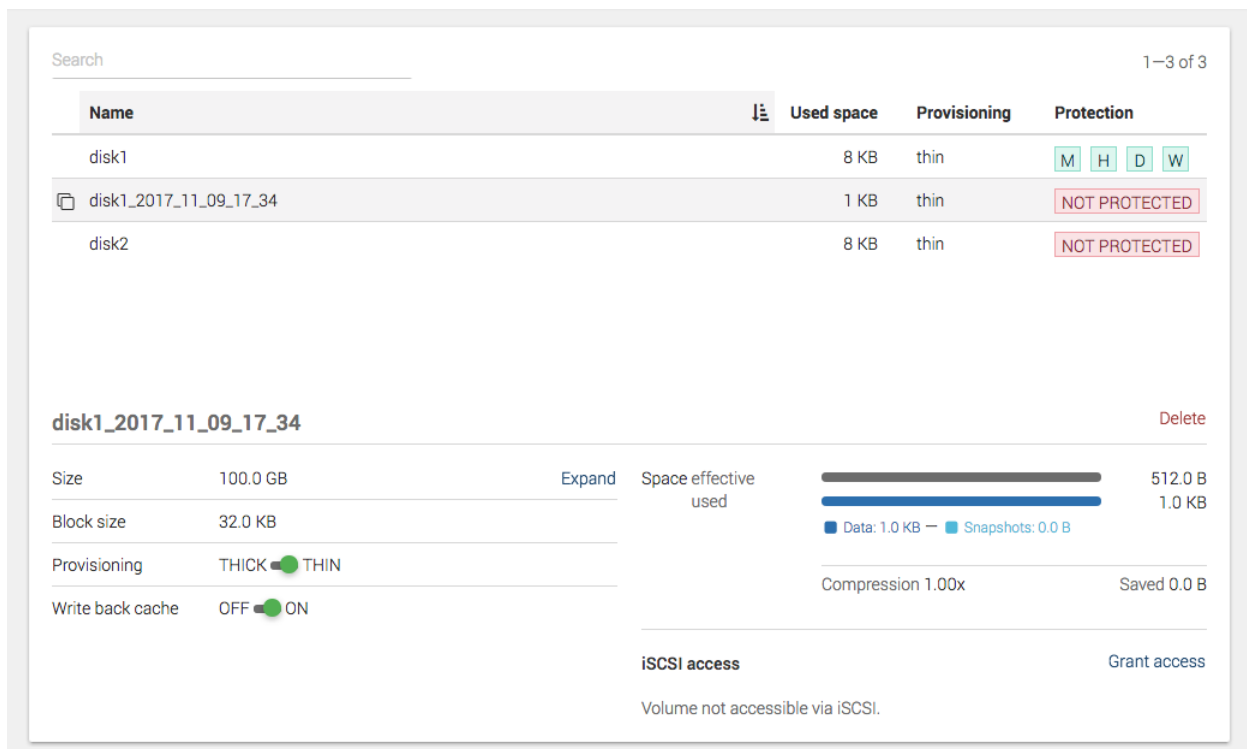 Search
1—3 of 3
Name Used space Provisioning Protection
disk1 8 KB thin M H D W
disk1_2017_11_09_17_34 1 KB thin NOT PROTECTED
disk2 8 KB thin NOT PROTECTED
disk1_2017_11_09_17_34 Delete
Size 100.0 GB Expand
Block size 32.0 KB
Provisioning THICK THIN
Write back cache OFF ON
Space effective 512.0 B
used 1.0 KB
Data: 1.0 KB — Snapshots: 0.0 B
Compression 1.00x Saved 0.0 B
iSCSI access Grant access
Volume not accessible via iSCSI.